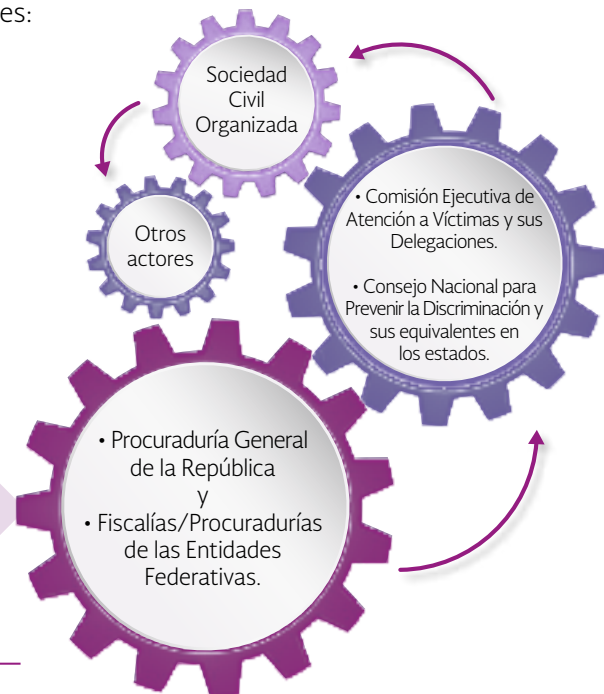 es:
Sociedad
Civil
Organizada
Otros
actores
• Comisión Ejecutiva de
Atención a Víctimas y sus
Delegaciones.
• Consejo Nacional para
Prevenir la Discriminación y
sus equivalentes en
los estados.
• Procuraduría General
de la República
y
• Fiscalías/Procuradurías
de las Entidades
Federativas.